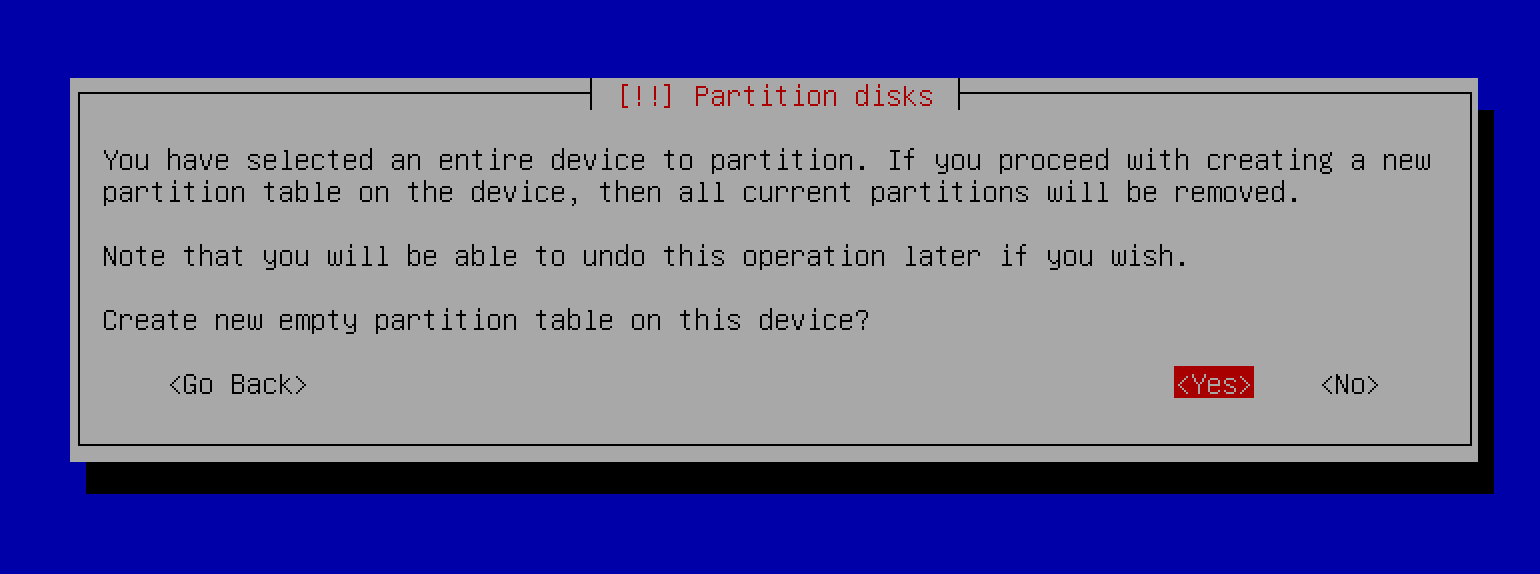 [!!] Partition disks
You have selected an entire device to partition. If you proceed with creating a new
partition table on the device, then all current partitions will be removed.
Note that you will be able to undo this operation later if you wish.
Create new empty partition table on this device?
<Go Back> <Yes> <No>